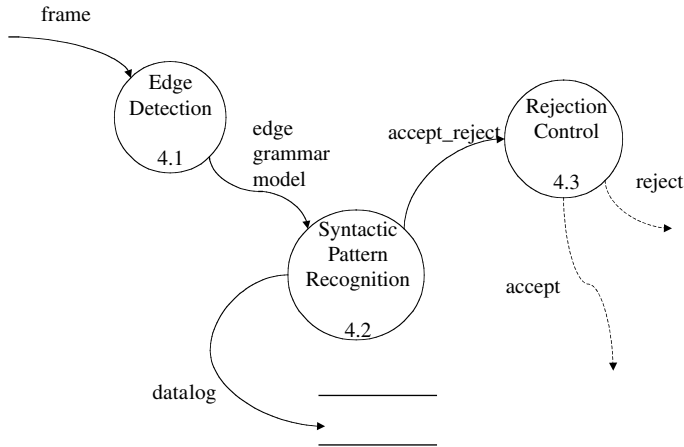 frame
Edge
Detection
4.1
edge
grammar
model
Syntactic
Pattern
Recognition
4.2
accept_reject
Rejection
Control
4.3
reject
accept
datalog